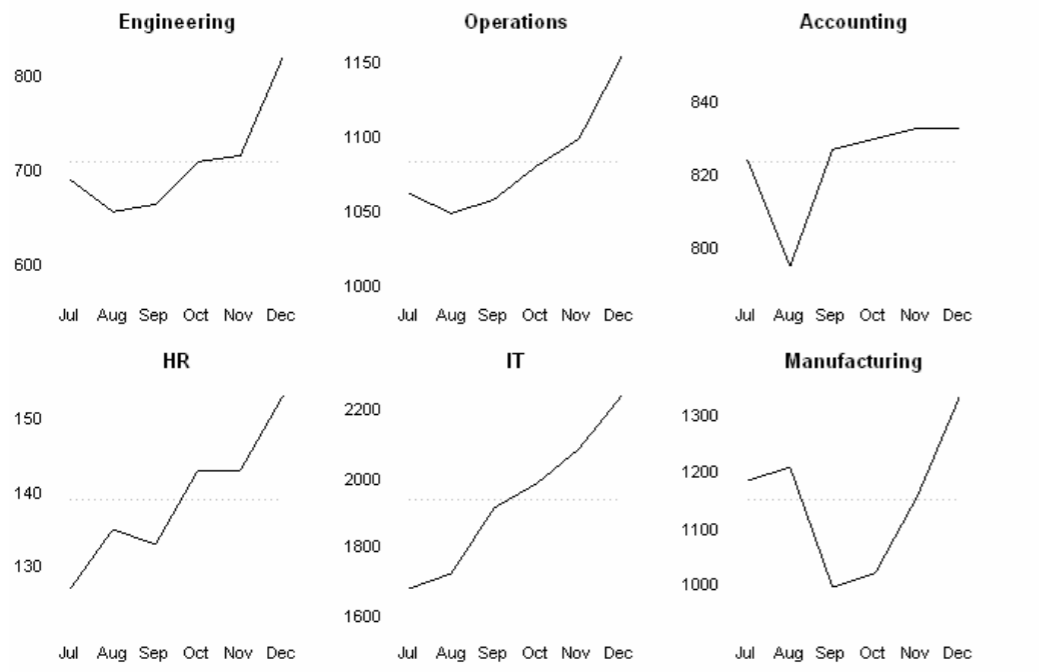 Engineering
800
700
600
Jul Aug Sep Oct Nov Dec
Operations
1150
1100
1050
1000
Jul Aug Sep Oct Nov Dec
Accounting
840
820
800
Jul Aug Sep Oct Nov Dec
HR
150
140
130
Jul Aug Sep Oct Nov Dec
IT
2200
2000
1800
1600
Jul Aug Sep Oct Nov Dec
Manufacturing
1300
1200
1100
1000
Jul Aug Sep Oct Nov Dec